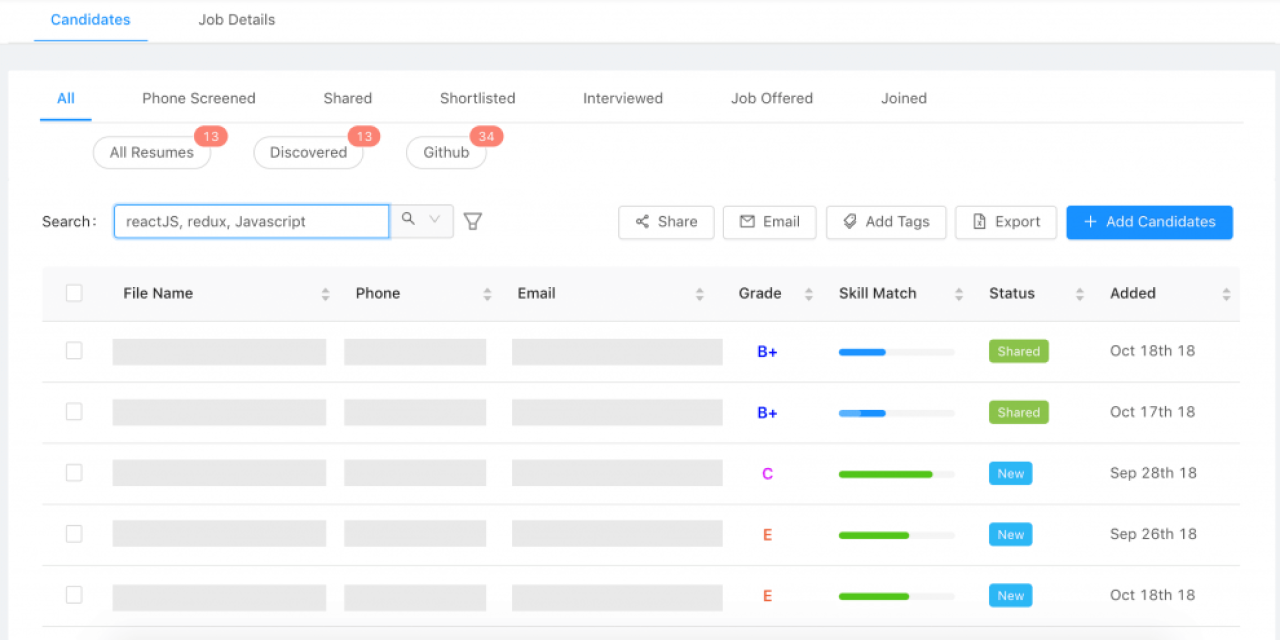 Candidates Job Details
All Phone Screened Shared Shortlisted Interviewed Job Offered Joined
13 13 34
All Resumes Discovered Github
Search: reactJS, redux, Javascript Share Email Add Tags Export + Add Candidates
File Name Phone Email Grade Skill Match Status Added
B+ Shared Oct 18th 18
B+ Shared Oct 17th 18
C New Sep 28th 18
E New Sep 26th 18
E New Oct 18th 18